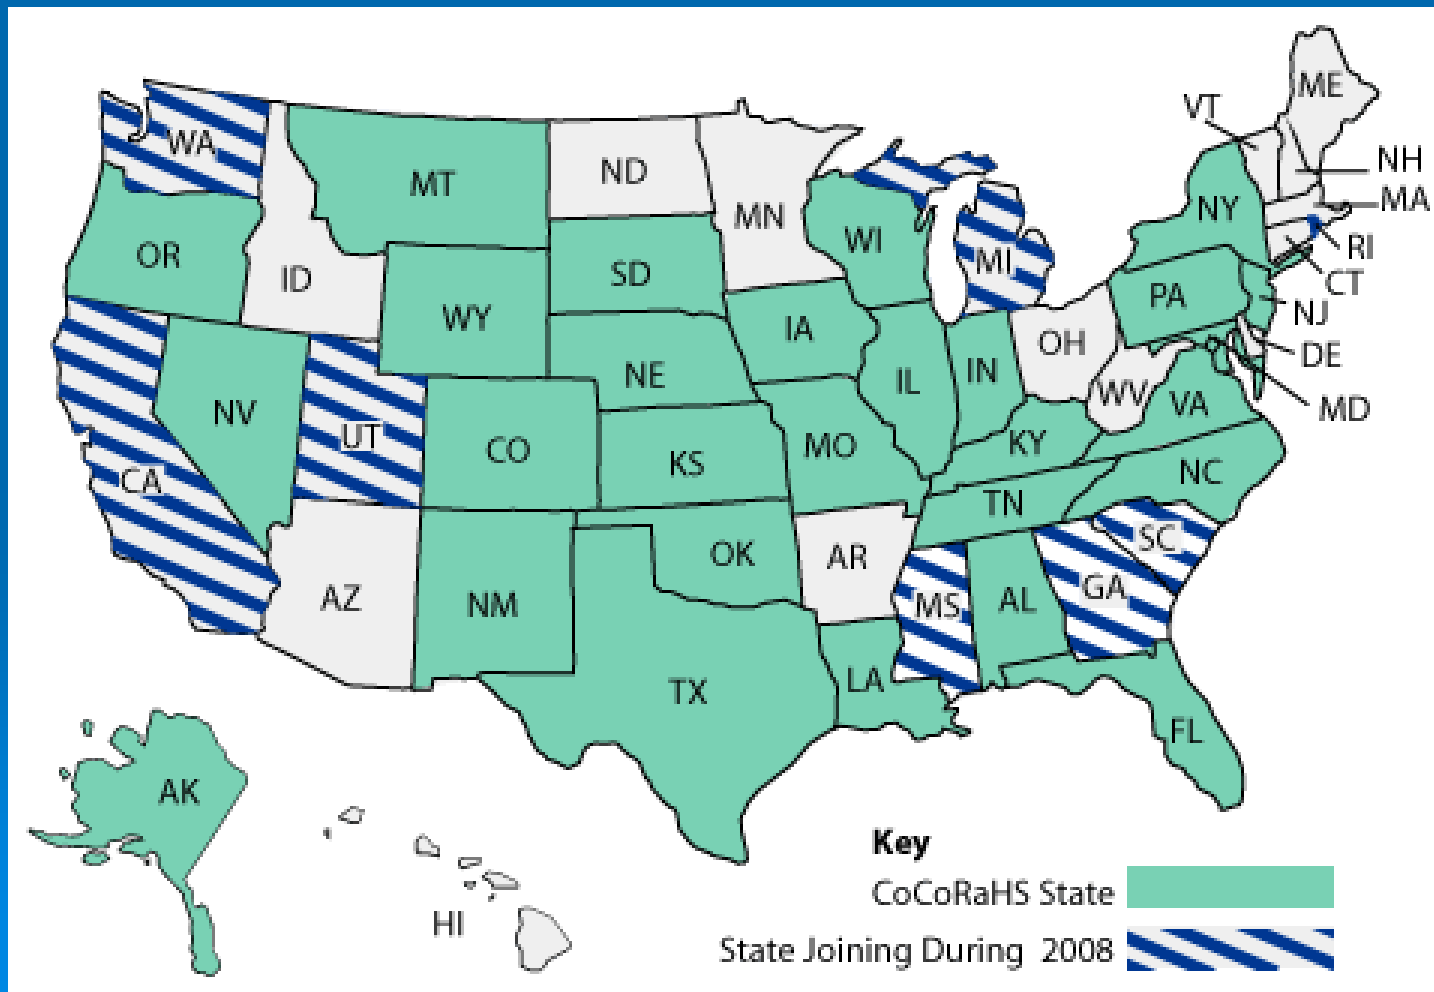 ME
VT
WA
NH
ND
MT
MA
NY
MN
WI
RI
OR
MI
SD
ID
CT
PA
NJ
WY
IA
OH
DE
NE
IN
IL
WV
VA
MD
NV
UT
CO
KY
MO
KS
NC
CA
TN
SC
OK
AR
GA
AZ
NM
MS
AL
LA
TX
FL
AK
HI
Key
CoCoRaHS State
State Joining During 2008